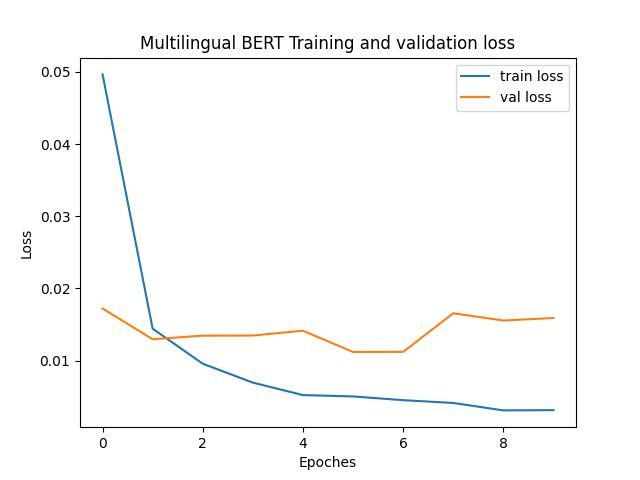 Multilingual BERT Training and validation loss
train loss
val loss
0.05
0.04
0.03
0.02
0.01
Loss
0 2 4 6 8
Epoches